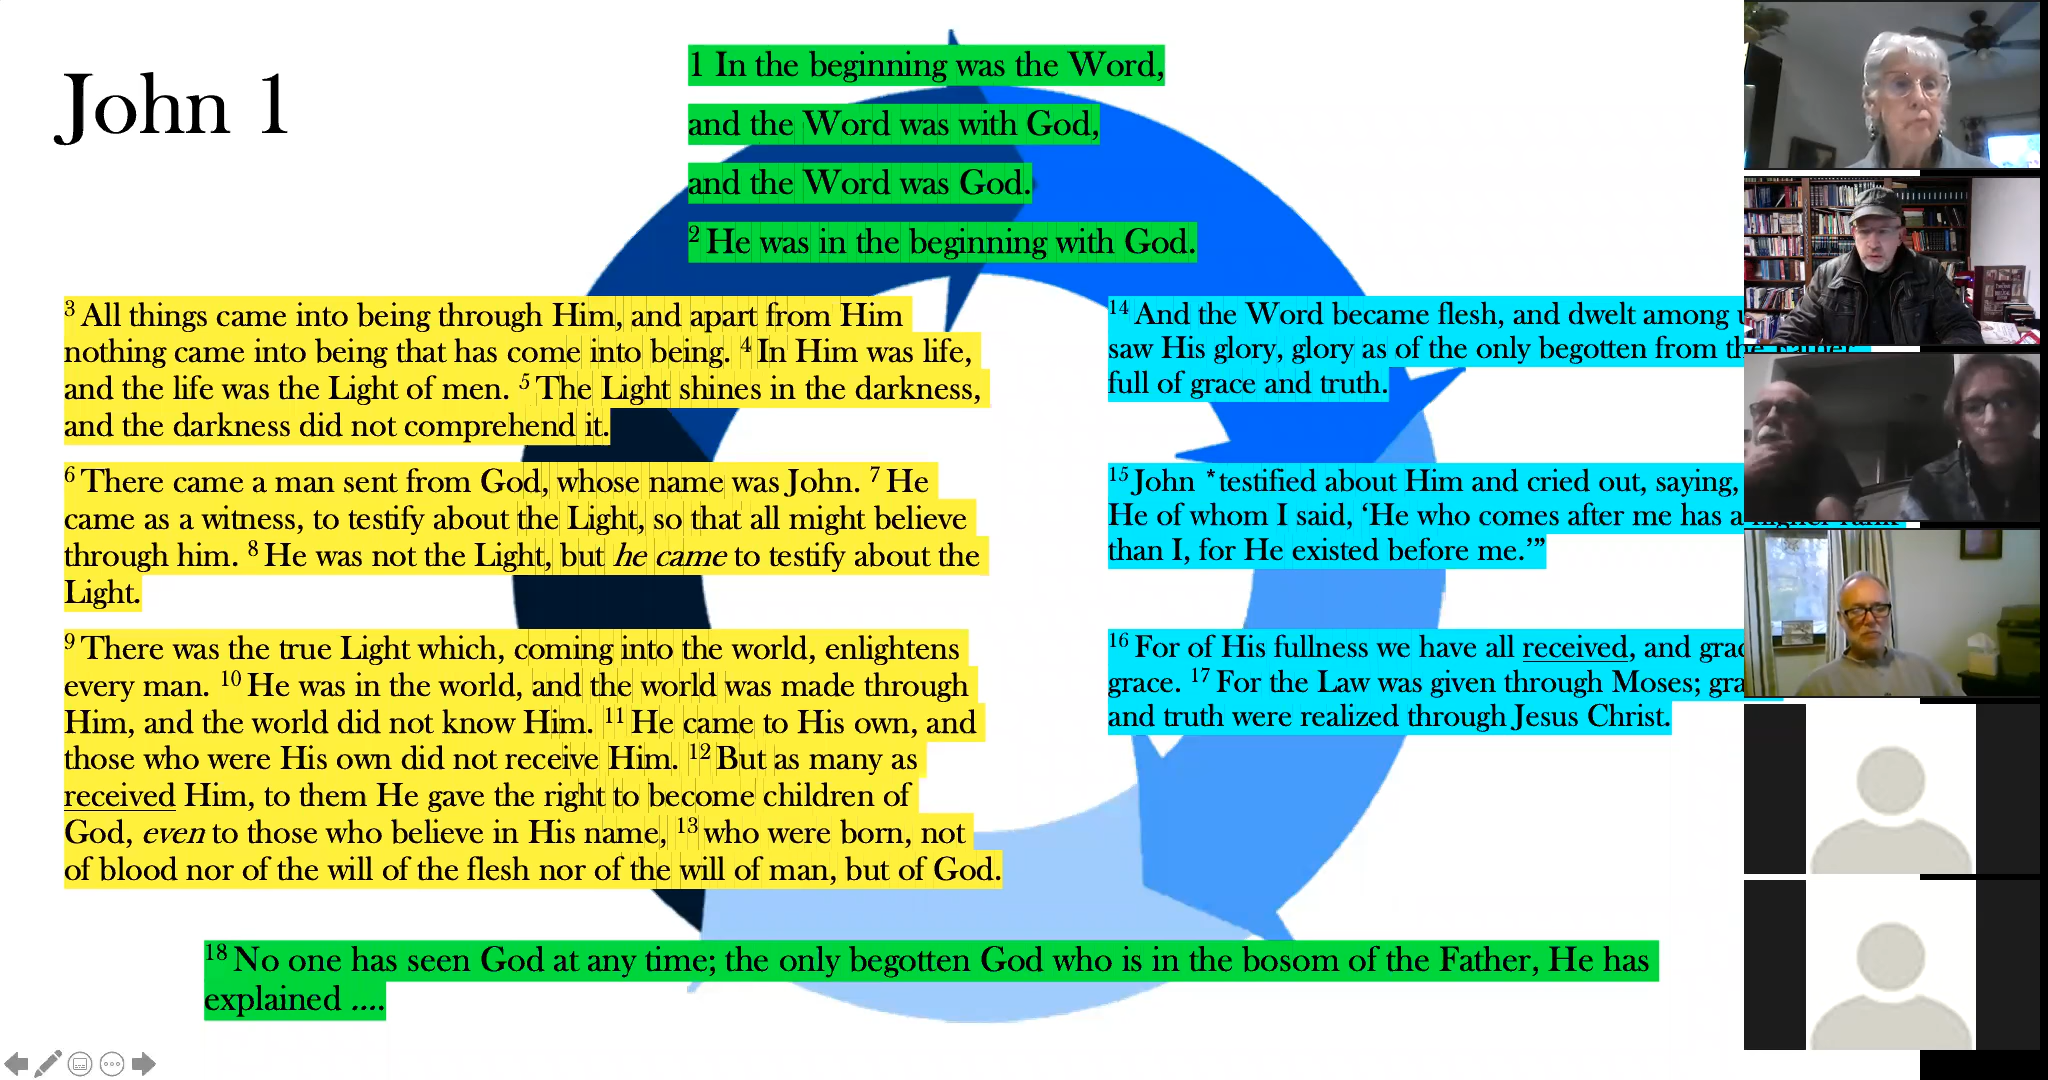 John 1
1 In the beginning was the Word,
and the Word was with God,
and the Word was God.
2 He was in the beginning with God.
3 All things came into being through Him, and apart from Him
nothing came into being that has come into being. 4 In Him was life,
and the life was the Light of men. 5 The Light shines in the darkness,
and the darkness did not comprehend it.
6 There came a man sent from God, whose name was John. 7 He
came as a witness, to testify about the Light, so that all might believe
through him. 8 He was not the Light, but he came to testify about the
Light.
9 There was the true Light which, coming into the world, enlightens
every man. 10 He was in the world, and the world was made through
Him, and the world did not know Him. 11 He came to His own, and
those who were His own did not receive Him. 12 But as many as
received Him, to them He gave the right to become children of
God, even to those who believe in His name, 13 who were born, not
of blood nor of the will of the flesh nor of the will of man, but of God.
14 And the Word became flesh, and dwelt among
saw His glory, glory as of the only begotten from the Father,
full of grace and truth.
15 John *testified about Him and cried out, saying,
He of whom I said, ‘He who comes after me has a higher rank
than I, for He existed before me.’”
16 For of His fullness we have all received, and
grace. 17 For the Law was given through Moses;
and truth were realized through Jesus Christ.
18 No one has seen God at any time; the only begotten God who is in the bosom of the Father, He has
explained ....